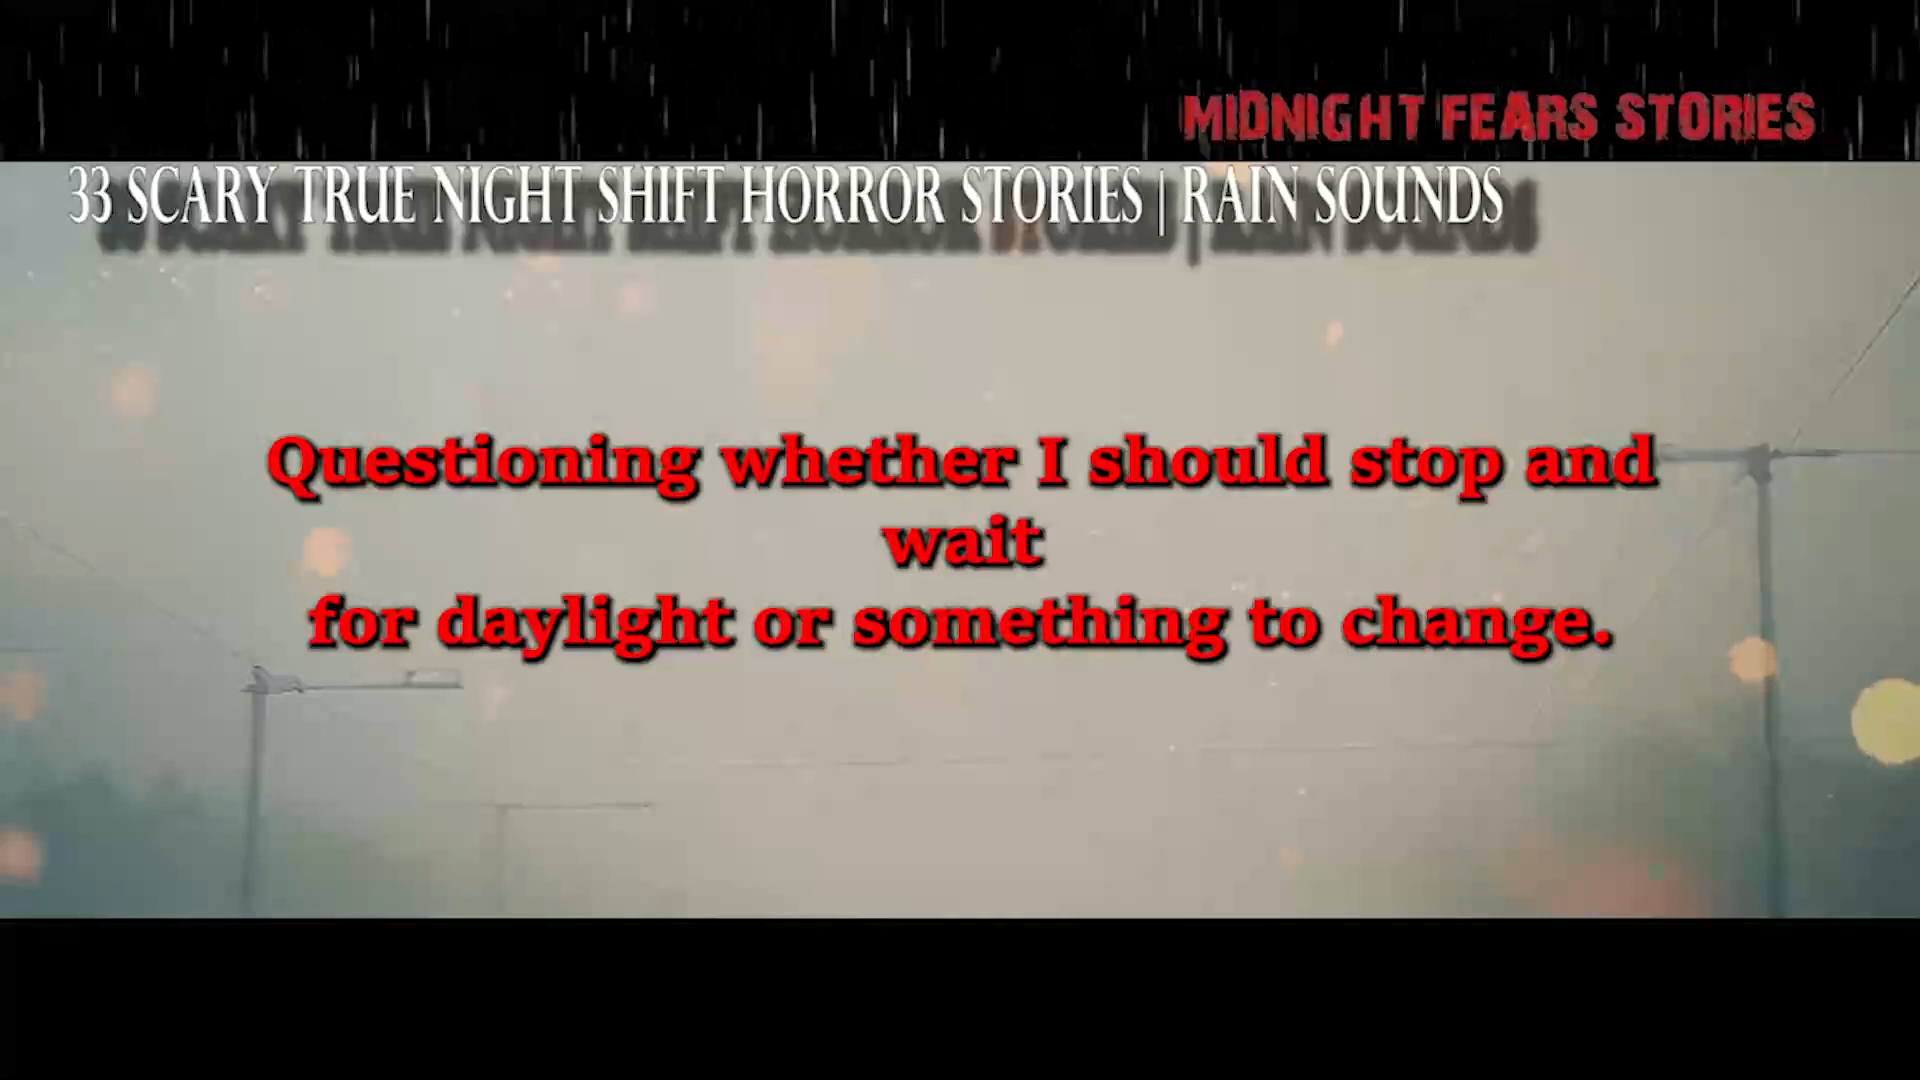 MIDNIGHT FEARS STORIES
33 SCARY TRUE NIGHT SHIFT HORROR STORIES | RAIN SOUNDS
Questioning whether I should stop and
wait
for daylight or something to change.